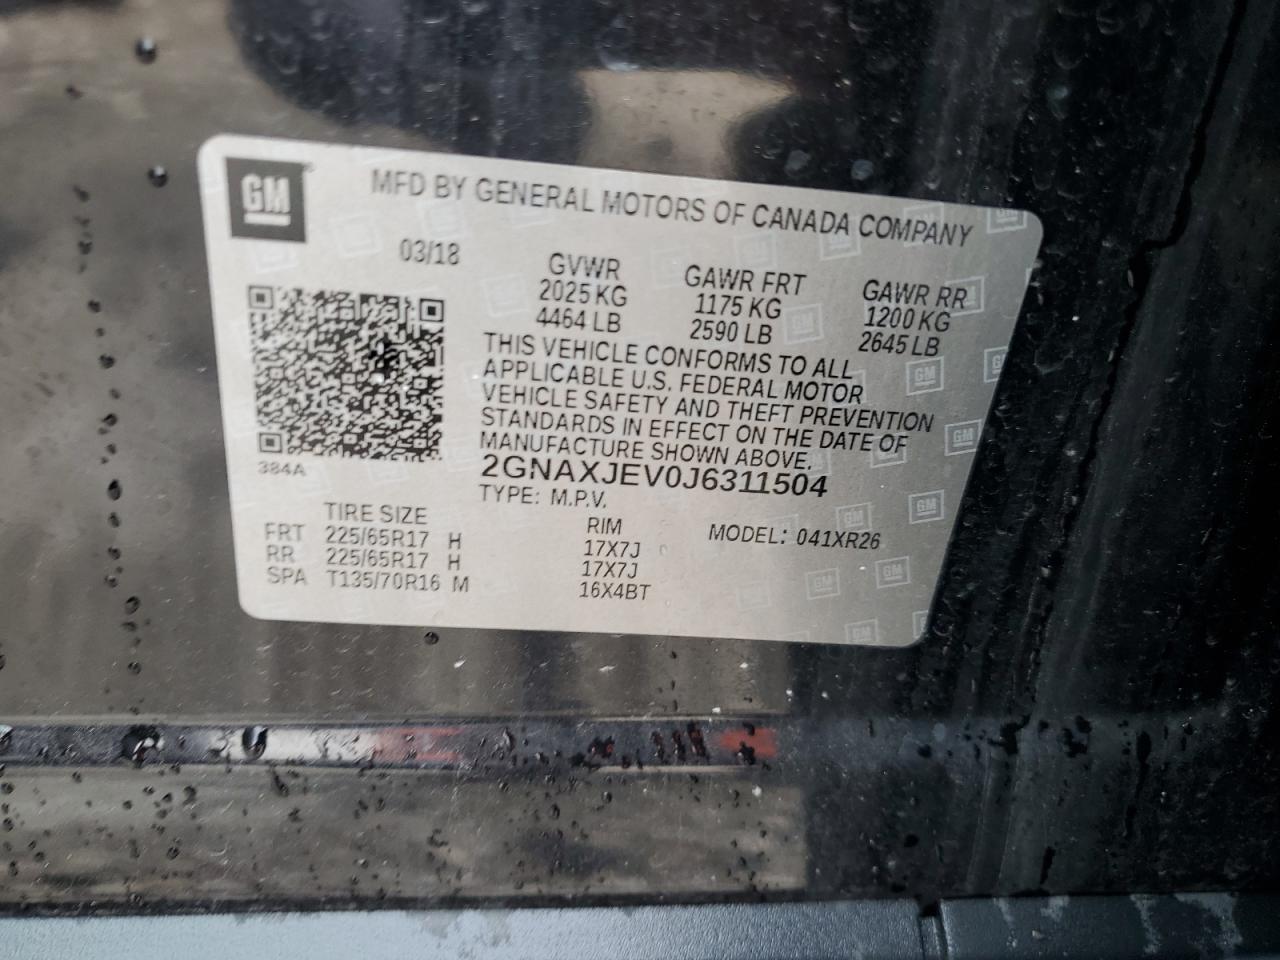 GM
MFD BY GENERAL MOTORS OF CANADA COMPANY
03/18
GVWR GAWR FRT GAWR RR
2025 KG 1175 KG 1200 KG
4464 LB 2590 LB 2645 LB
THIS VEHICLE CONFORMS TO ALL
APPLICABLE U.S. FEDERAL MOTOR
VEHICLE SAFETY AND THEFT PREVENTION
STANDARDS IN EFFECT ON THE DATE OF
MANUFACTURE SHOWN ABOVE.
384A
2GNAXJEV0J6311504
TYPE: M.P.V.
TIRE SIZE RIM MODEL: 041XR26
FRT 225/65R17 H 17X7J
RR 225/65R17 H 17X7J
SPA T135/70R16 M 16X4BT